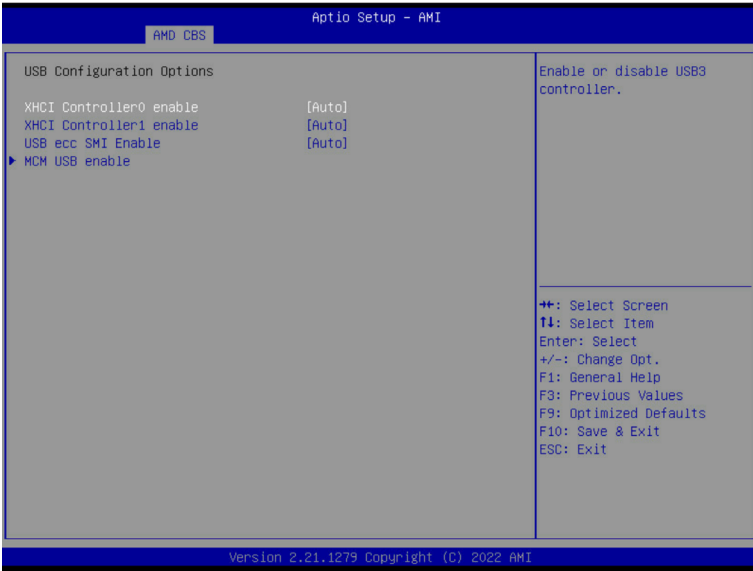 Aptio Setup – AMI
AMD CBS
USB Configuration Options
XHCI Controller0 enable [Auto]
XHCI Controller1 enable [Auto]
USB ecc SMI Enable [Auto]
MCM USB enable
Enable or disable USB3
controller.
→←: Select Screen
↑↓: Select Item
Enter: Select
+/-: Change Opt.
F1: General Help
F3: Previous Values
F9: Optimized Defaults
F10: Save & Exit
ESC: Exit
Version 2.21.1279 Copyright (C) 2022 AMI